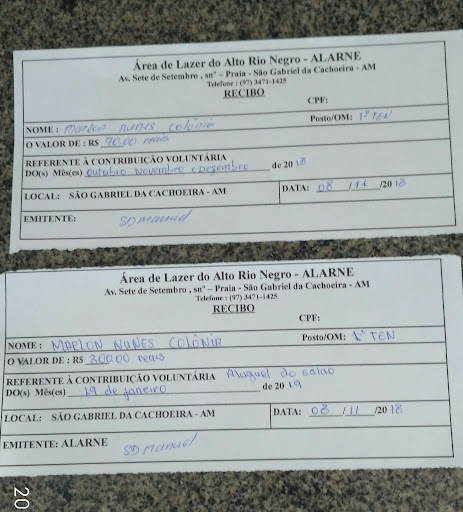 Área de Lazer do Alto Rio Negro - ALARNE
Av. Sete de Setembro , snº – Praia - São Gabriel da Cachoeira - AM
Telefone : (97) 3471-1425
RECIBO
CPF:
NOME : Marlon nunes colônia Posto/OM: 1º TEN
O VALOR DE : R$ 90,00 reais
REFERENTE À CONTRIBUIÇÃO VOLUNTÁRIA
DO(s) Mês(es) outubro novembro e Dezembro de 20 18
LOCAL: SÃO GABRIEL DA CACHOEIRA - AM DATA: 08 /11 /2018
EMITENTE: SD manuel
Área de Lazer do Alto Rio Negro - ALARNE
Av. Sete de Setembro , snº – Praia - São Gabriel da Cachoeira - AM
Telefone : (97) 3471-1425
RECIBO
CPF:
NOME : MARLON NUNES COLÔNIA Posto/OM: 1º TEN
O VALOR DE : R$ 300,00 reais
REFERENTE À CONTRIBUIÇÃO VOLUNTÁRIA Aluguel do salao
DO(s) Mês(es) 19 de janeiro de 20 19
LOCAL: SÃO GABRIEL DA CACHOEIRA - AM DATA: 08 /11 /2018
EMITENTE: ALARNE SD manuel
20